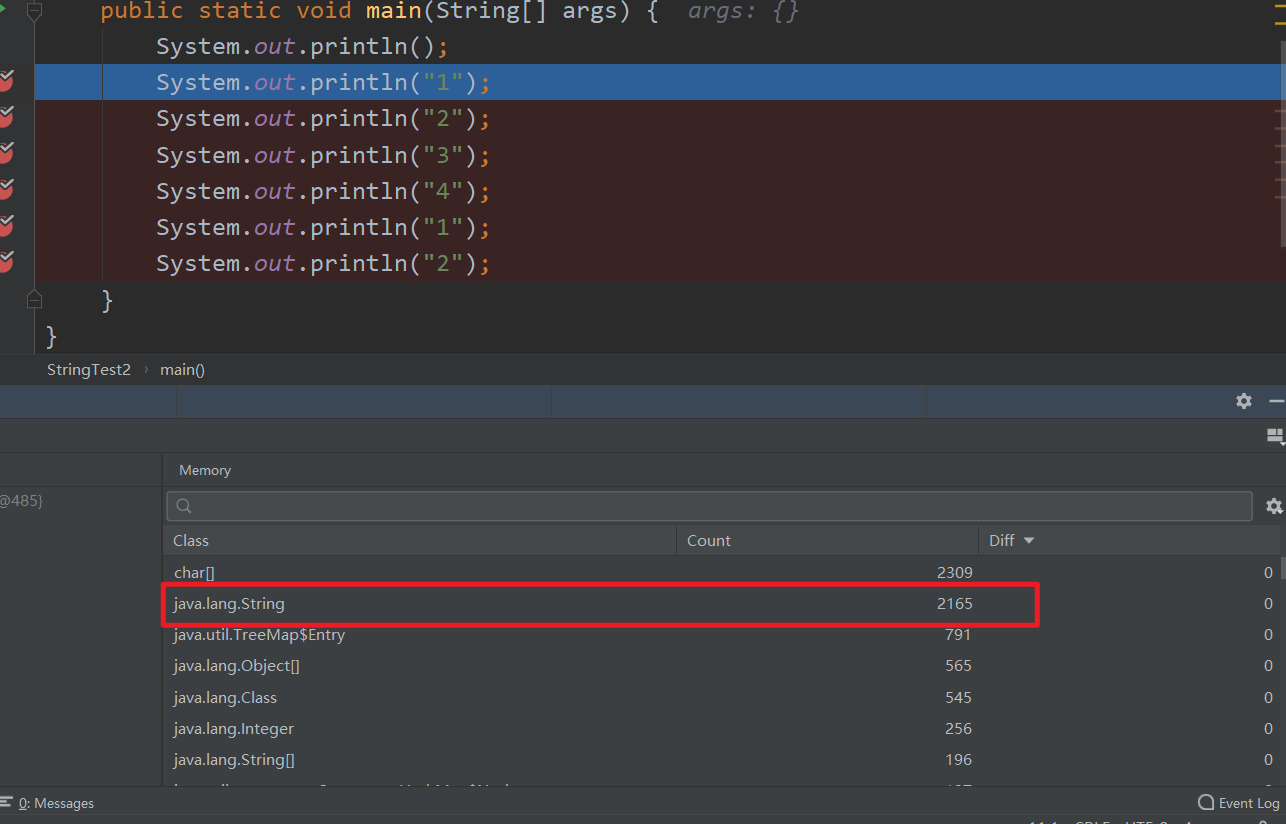 public static void main(String[] args) {  args: {}
System.out.println();
System.out.println("1");
System.out.println("2");
System.out.println("3");
System.out.println("4");
System.out.println("1");
System.out.println("2");
}
}
StringTest2 › main()
Memory
@485}
Class Count Diff
char[] 2309 0
java.lang.String 2165 0
java.util.TreeMap$Entry 791 0
java.lang.Object[] 565 0
java.lang.Class 545 0
java.lang.Integer 256 0
java.lang.String[] 196 0
0: Messages Event Log